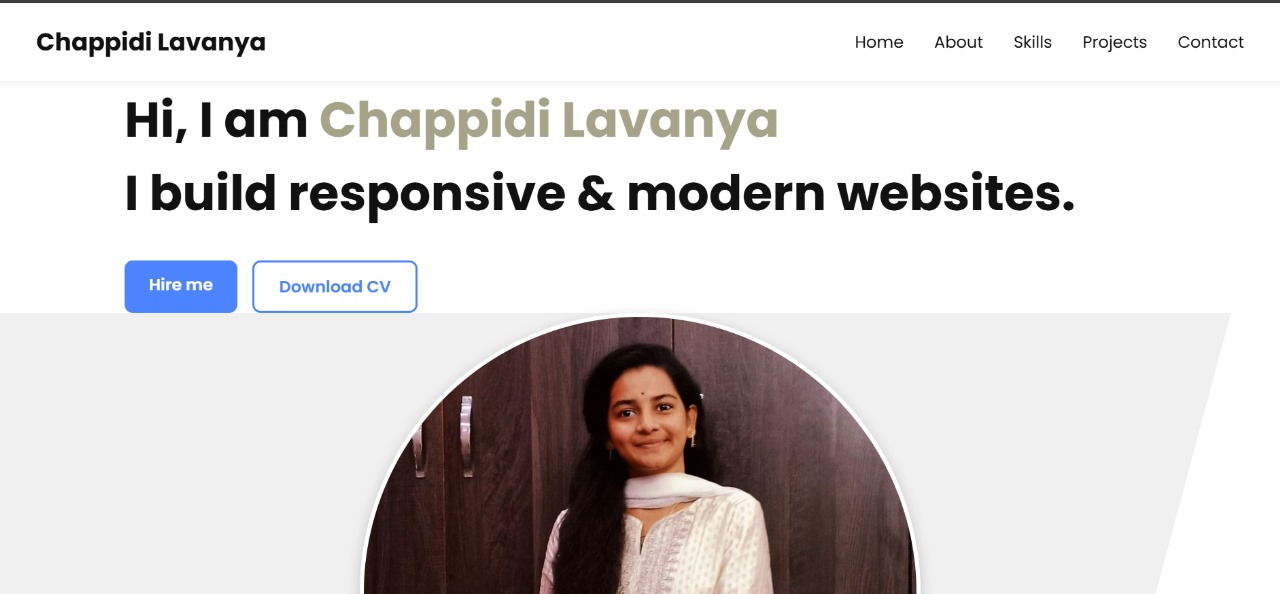 Chappidi Lavanya
Home About Skills Projects Contact
Hi, I am Chappidi Lavanya
I build responsive & modern websites.
Hire me
Download CV